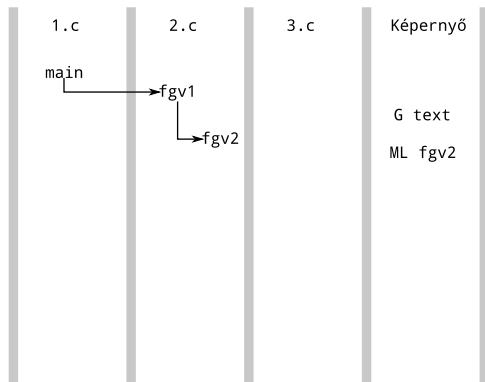 1.c 2.c 3.c Képernyő
main
fgv1
G text
fgv2
ML fgv2